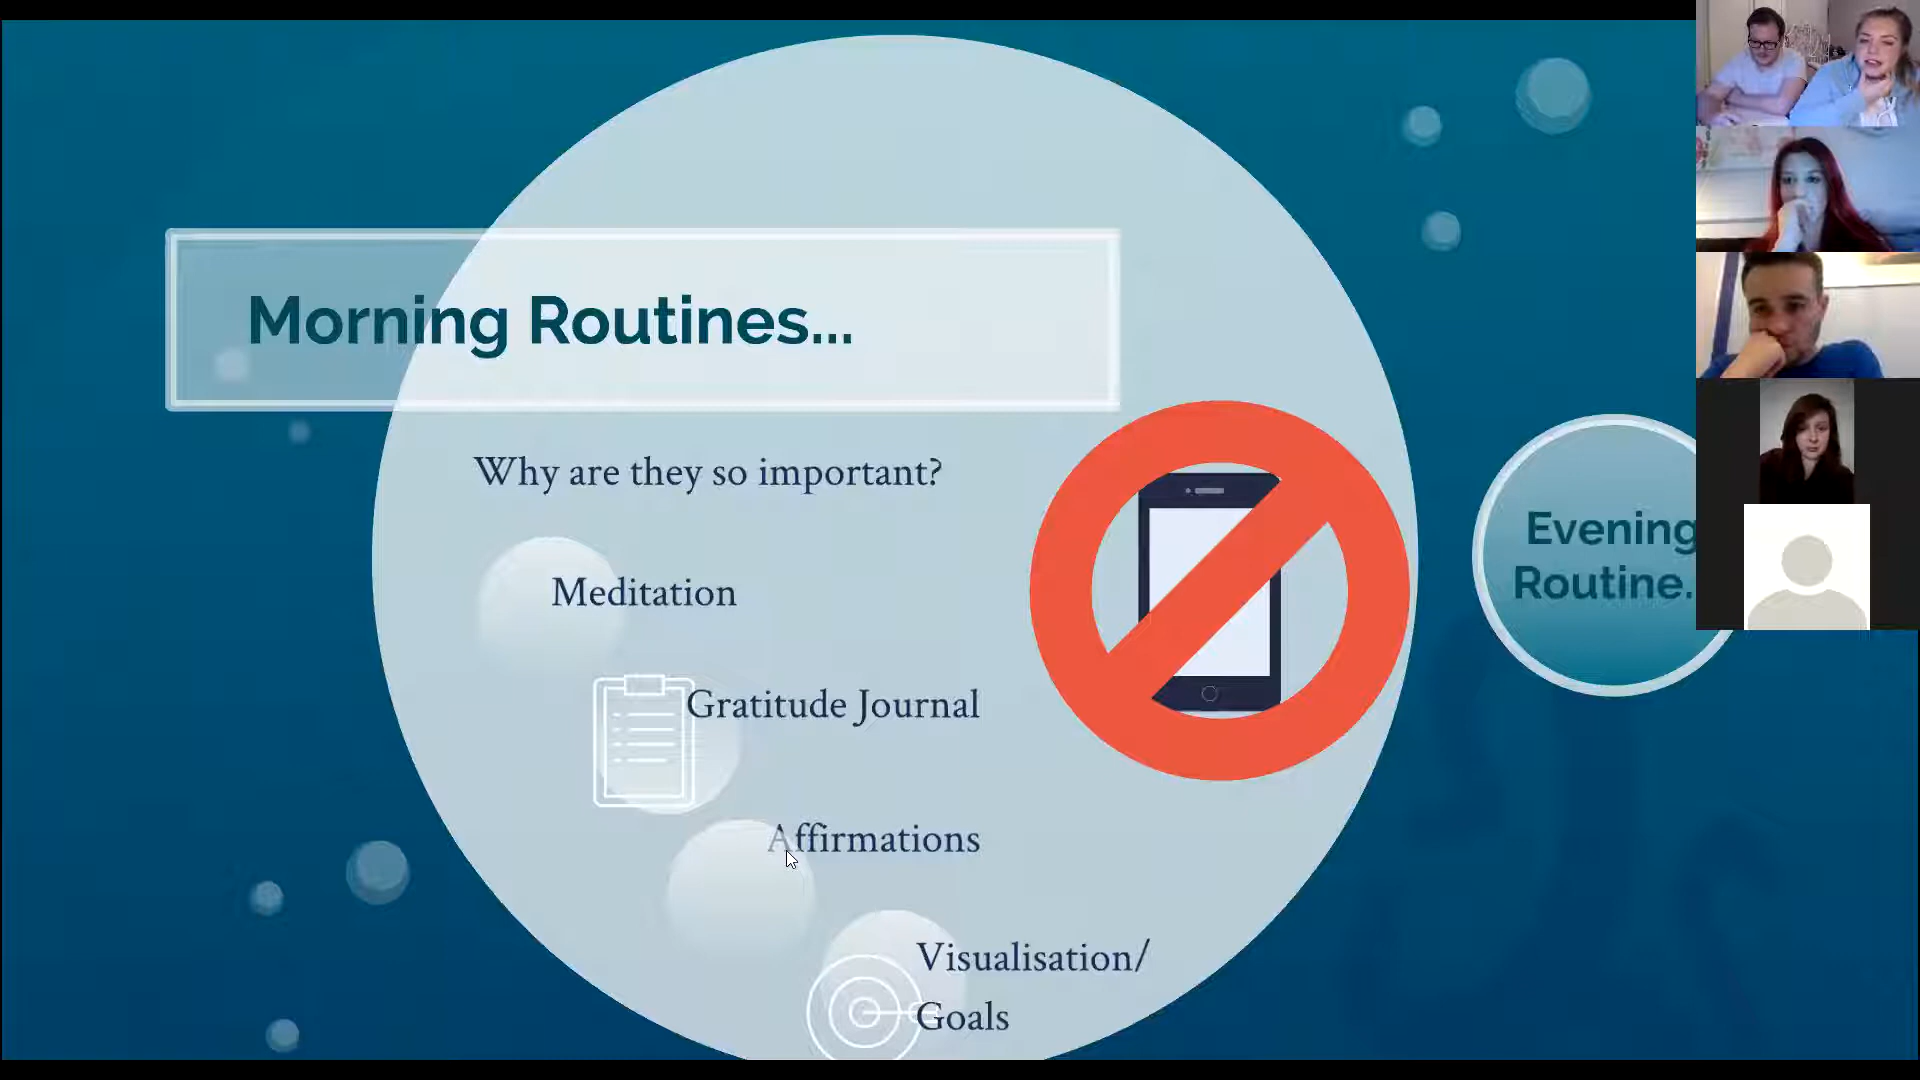 Morning Routines...
Why are they so important?
Meditation
Gratitude Journal
Affirmations
Visualisation/
Goals
Evening
Routine.